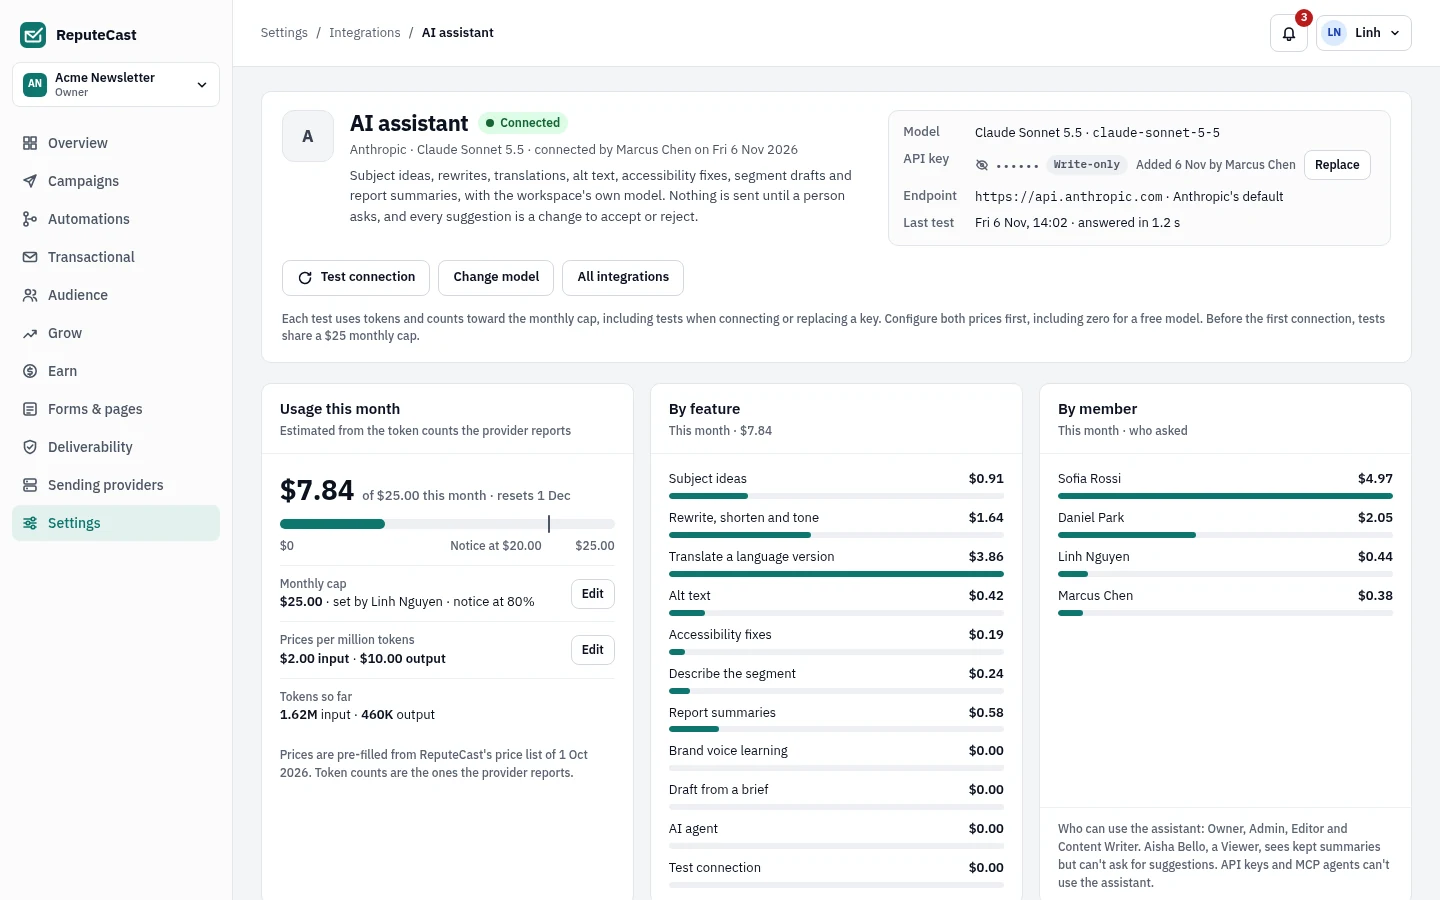 ReputeCast
AN
Acme Newsletter
Owner
Overview
Campaigns
Automations
Transactional
Audience
Grow
Earn
Forms & pages
Deliverability
Sending providers
Settings
Settings / Integrations / AI assistant
3
LN Linh
A
AI assistant
Connected
Anthropic · Claude Sonnet 5.5 · connected by Marcus Chen on Fri 6 Nov 2026
Subject ideas, rewrites, translations, alt text, accessibility fixes, segment drafts and
report summaries, with the workspace's own model. Nothing is sent until a person
asks, and every suggestion is a change to accept or reject.
Model Claude Sonnet 5.5 · claude-sonnet-5-5
API key •••••• Write-only Added 6 Nov by Marcus Chen Replace
Endpoint https://api.anthropic.com · Anthropic's default
Last test Fri 6 Nov, 14:02 · answered in 1.2 s
Test connection
Change model
All integrations
Each test uses tokens and counts toward the monthly cap, including tests when connecting or replacing a key. Configure both prices first, including zero for a free model. Before the first connection, tests
share a $25 monthly cap.
Usage this month
Estimated from the token counts the provider reports
$7.84 of $25.00 this month · resets 1 Dec
$0 Notice at $20.00 $25.00
Monthly cap
$25.00 · set by Linh Nguyen · notice at 80%
Edit
Prices per million tokens
$2.00 input · $10.00 output
Edit
Tokens so far
1.62M input · 460K output
Prices are pre-filled from ReputeCast's price list of 1 Oct
2026. Token counts are the ones the provider reports.
By feature
This month · $7.84
Subject ideas $0.91
Rewrite, shorten and tone $1.64
Translate a language version $3.86
Alt text $0.42
Accessibility fixes $0.19
Describe the segment $0.24
Report summaries $0.58
Brand voice learning $0.00
Draft from a brief $0.00
AI agent $0.00
Test connection $0.00
By member
This month · who asked
Sofia Rossi $4.97
Daniel Park $2.05
Linh Nguyen $0.44
Marcus Chen $0.38
Who can use the assistant: Owner, Admin, Editor and
Content Writer. Aisha Bello, a Viewer, sees kept summaries
but can't ask for suggestions. API keys and MCP agents can't
use the assistant.